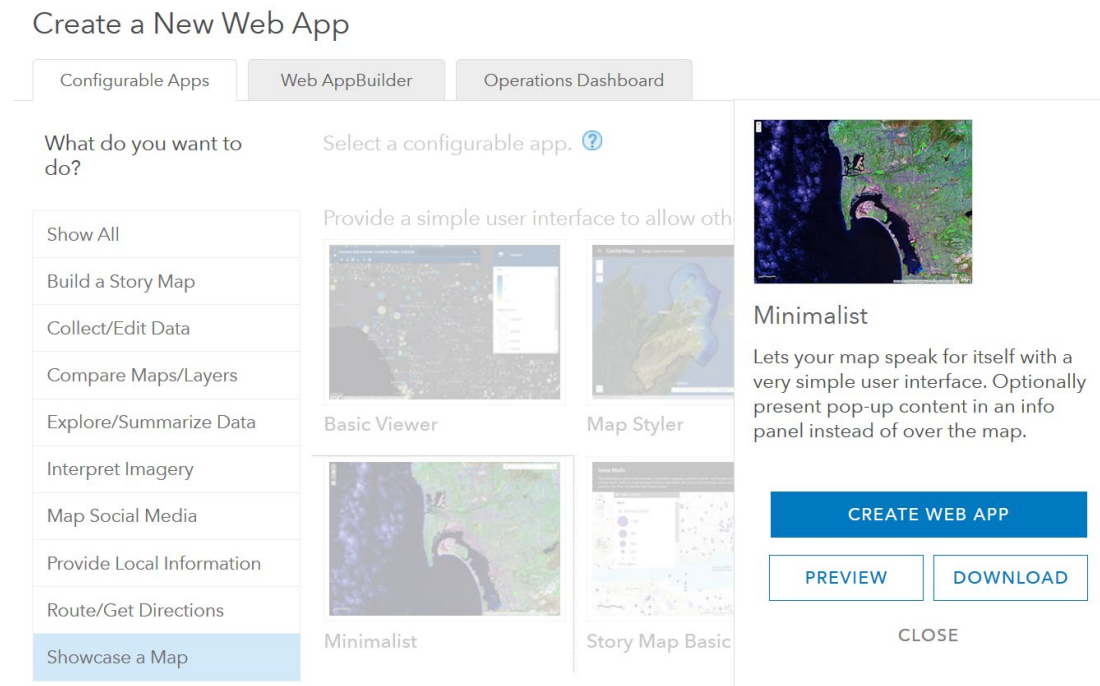 Create a New Web App
Configurable Apps
Web AppBuilder
Operations Dashboard
What do you want to
do?
Show All
Build a Story Map
Collect/Edit Data
Compare Maps/Layers
Explore/Summarize Data
Interpret Imagery
Map Social Media
Provide Local Information
Route/Get Directions
Showcase a Map
Select a configurable app. ?
Provide a simple user interface to allow oth
Basic Viewer
Map Styler
Minimalist
Story Map Basic
Minimalist
Lets your map speak for itself with a
very simple user interface. Optionally
present pop-up content in an info
panel instead of over the map.
CREATE WEB APP
PREVIEW
DOWNLOAD
CLOSE